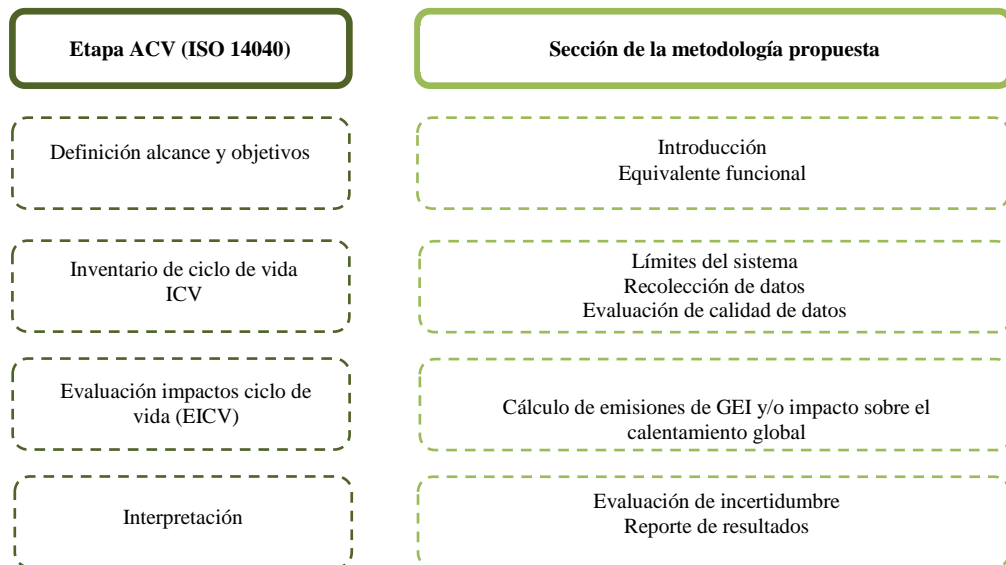 Etapa ACV (ISO 14040)
Sección de la metodología propuesta
Definición alcance y objetivos
Introducción
Equivalente funcional
Inventario de ciclo de vida
ICV
Límites del sistema
Recolección de datos
Evaluación de calidad de datos
Evaluación impactos ciclo de
vida (EICV)
Cálculo de emisiones de GEI y/o impacto sobre el
calentamiento global
Interpretación
Evaluación de incertidumbre
Reporte de resultados